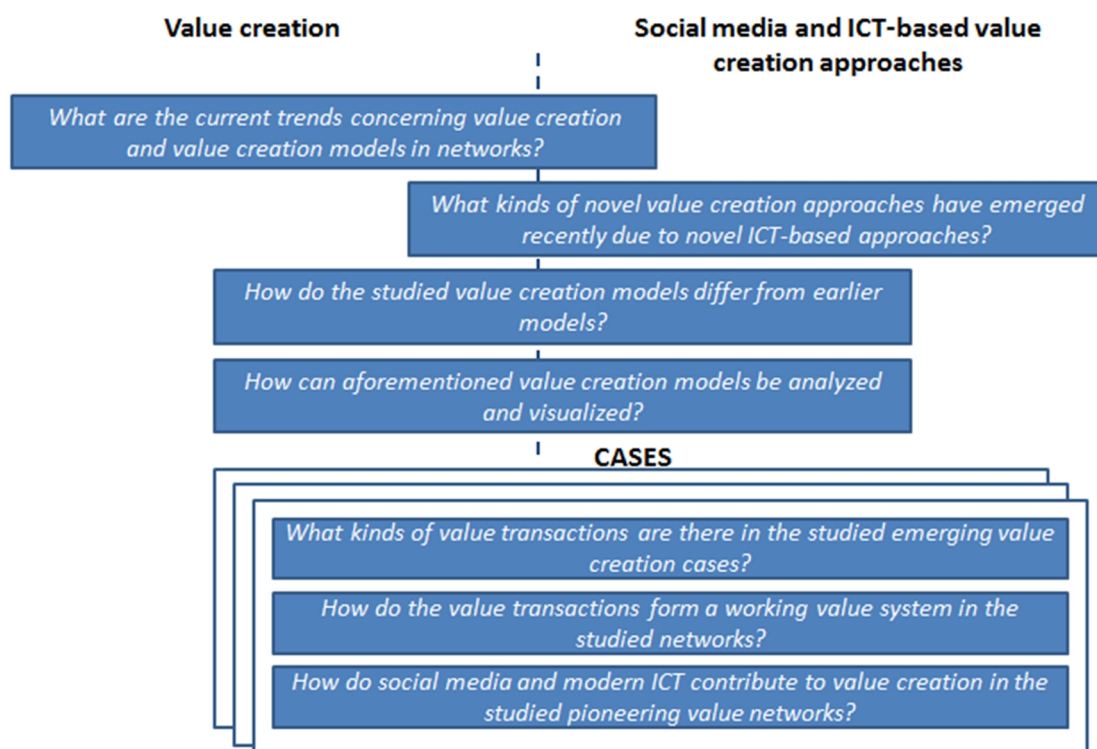 Value creation
Social media and ICT-based value
creation approaches
What are the current trends concerning value creation
and value creation models in networks?
What kinds of novel value creation approaches have emerged
recently due to novel ICT-based approaches?
How do the studied value creation models differ from earlier
models?
How can aforementioned value creation models be analyzed
and visualized?
CASES
What kinds of value transactions are there in the studied emerging value
creation cases?
How do the value transactions form a working value system in the
studied networks?
How do social media and modern ICT contribute to value creation in the
studied pioneering value networks?